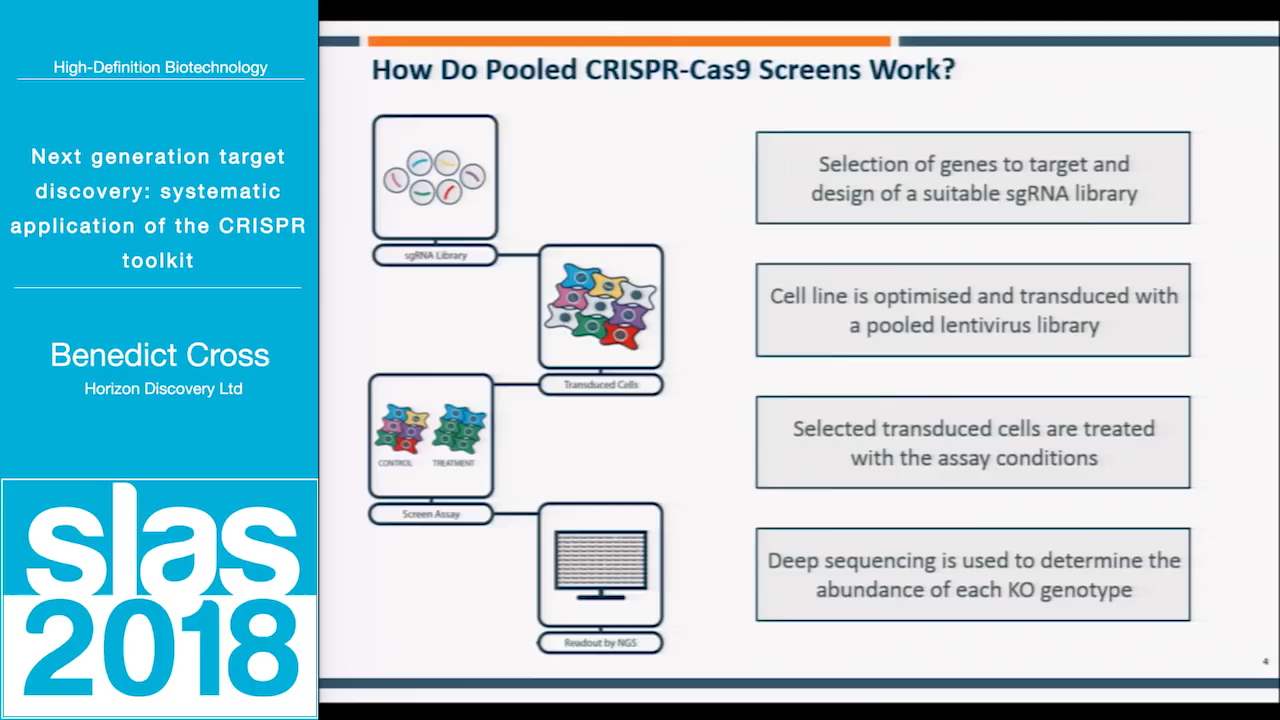 High-Definition Biotechnology
Next generation target
discovery: systematic
application of the CRISPR
toolkit
Benedict Cross
Horizon Discovery Ltd
slas
2018
How Do Pooled CRISPR-Cas9 Screens Work?
sgRNA Library
Transduced Cells
CONTROL TREATMENT
Screen Assay
Readout by NGS
Selection of genes to target and
design of a suitable sgRNA library
Cell line is optimised and transduced with
a pooled lentivirus library
Selected transduced cells are treated
with the assay conditions
Deep sequencing is used to determine the
abundance of each KO genotype
4